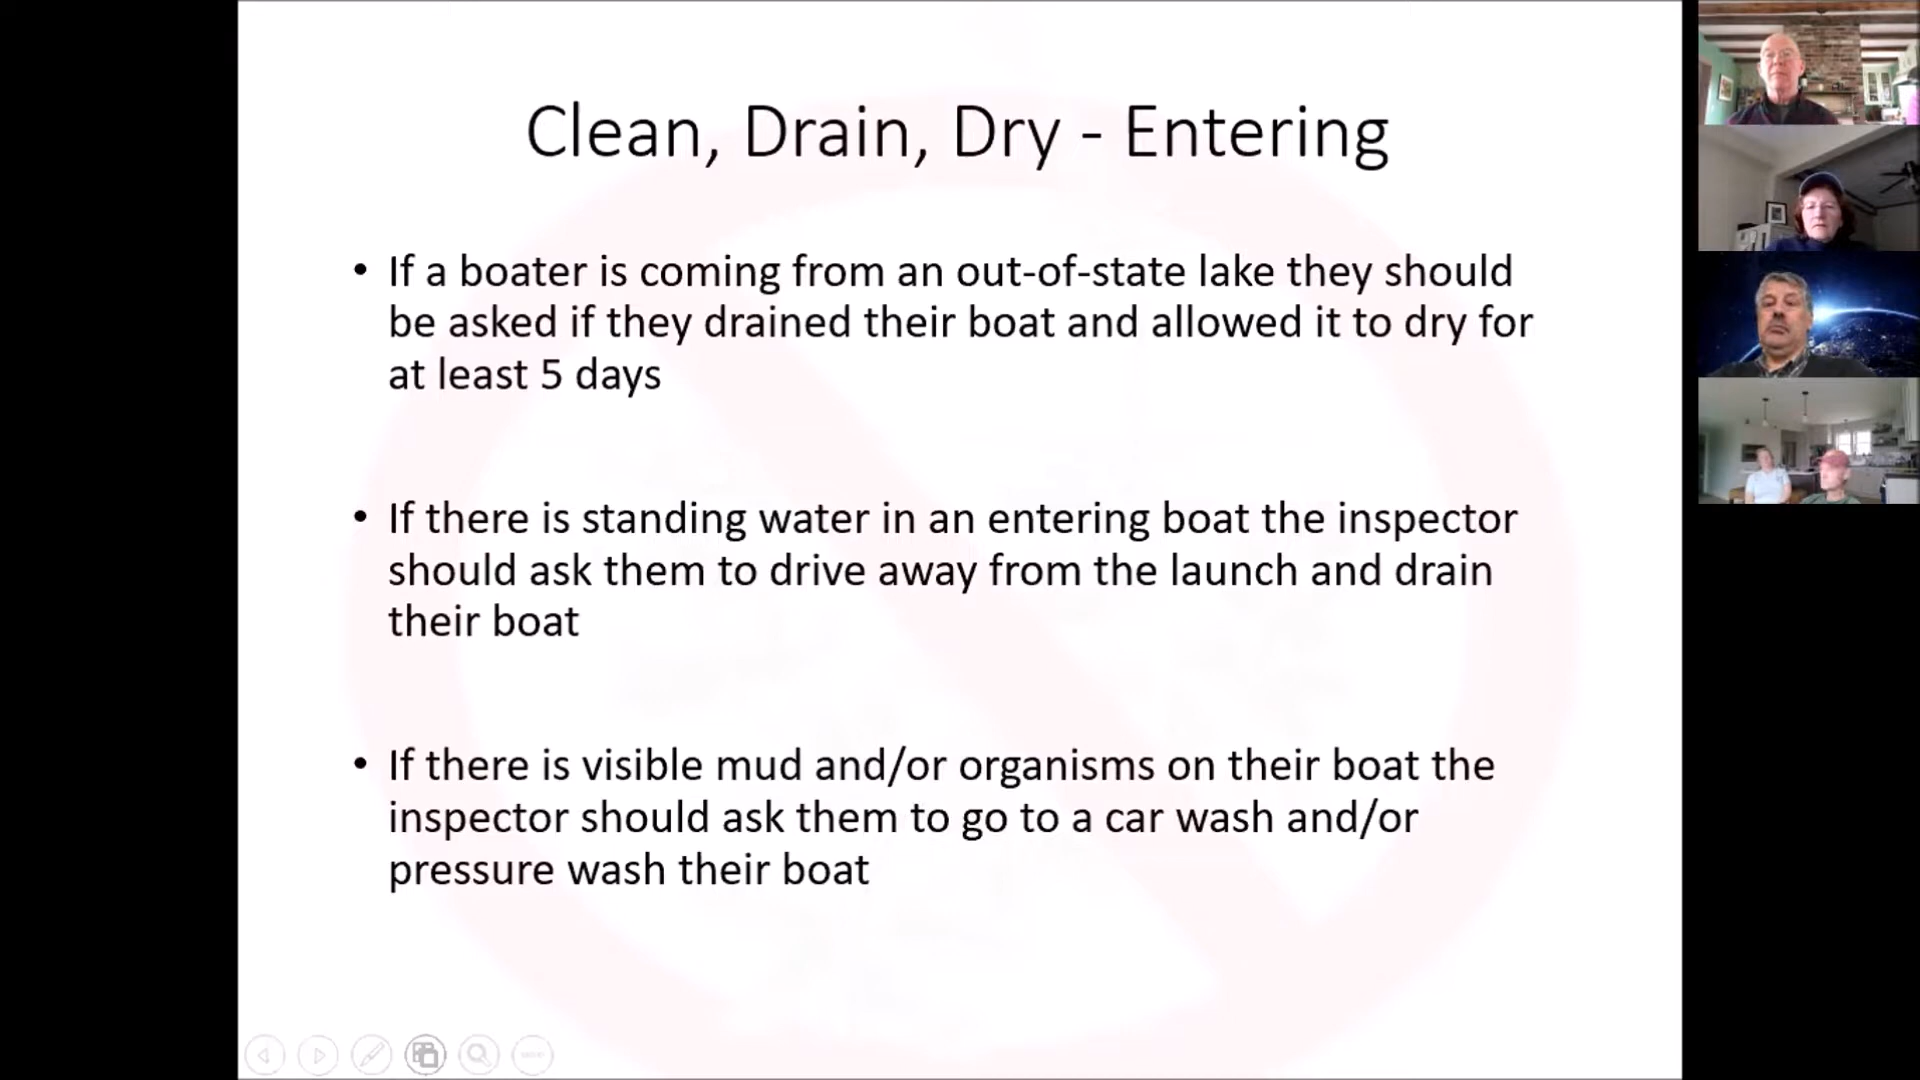 Clean, Drain, Dry - Entering
• If a boater is coming from an out-of-state lake they should
be asked if they drained their boat and allowed it to dry for
at least 5 days
• If there is standing water in an entering boat the inspector
should ask them to drive away from the launch and drain
their boat
• If there is visible mud and/or organisms on their boat the
inspector should ask them to go to a car wash and/or
pressure wash their boat